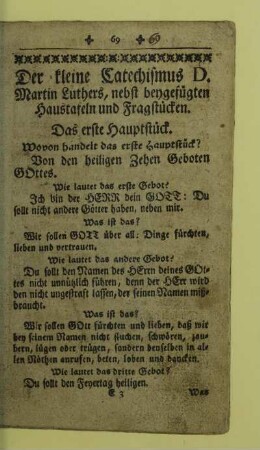 69
Der kleine Catechismus D.
Martin Luthers, nebst beygefügten
Haustafeln und Fragstücken.
Das erste Hauptstück.
Wovon handelt das erste Hauptstück?
Von den heiligen Zehen Geboten
GOttes.
Wie lautet das erste Gebot?
Ich bin der HERR dein GOTT: Du
sollt nicht andere Götter haben, neben mir.
Was ist das?
Wir sollen GOTT über alle Dinge fürchten,
lieben und vertrauen.
Wie lautet das andere Gebot?
Du sollt den Namen des HErrn deines GOt-
tes nicht unnützlich führen, denn der HErr wird
den nicht ungestraft lassen, der seinen Namen miß-
braucht.
Was ist das?
Wir sollen GOtt fürchten und lieben, daß wir
bey seinem Namen nicht fluchen, schwören, zau-
bern, lügen oder trügen, sondern denselben in al-
len Nöthen anrufen, beten, loben und dancken.
Wie lautet das dritte Gebot?
Du sollt den Feyertag heiligen.
E 3 Was